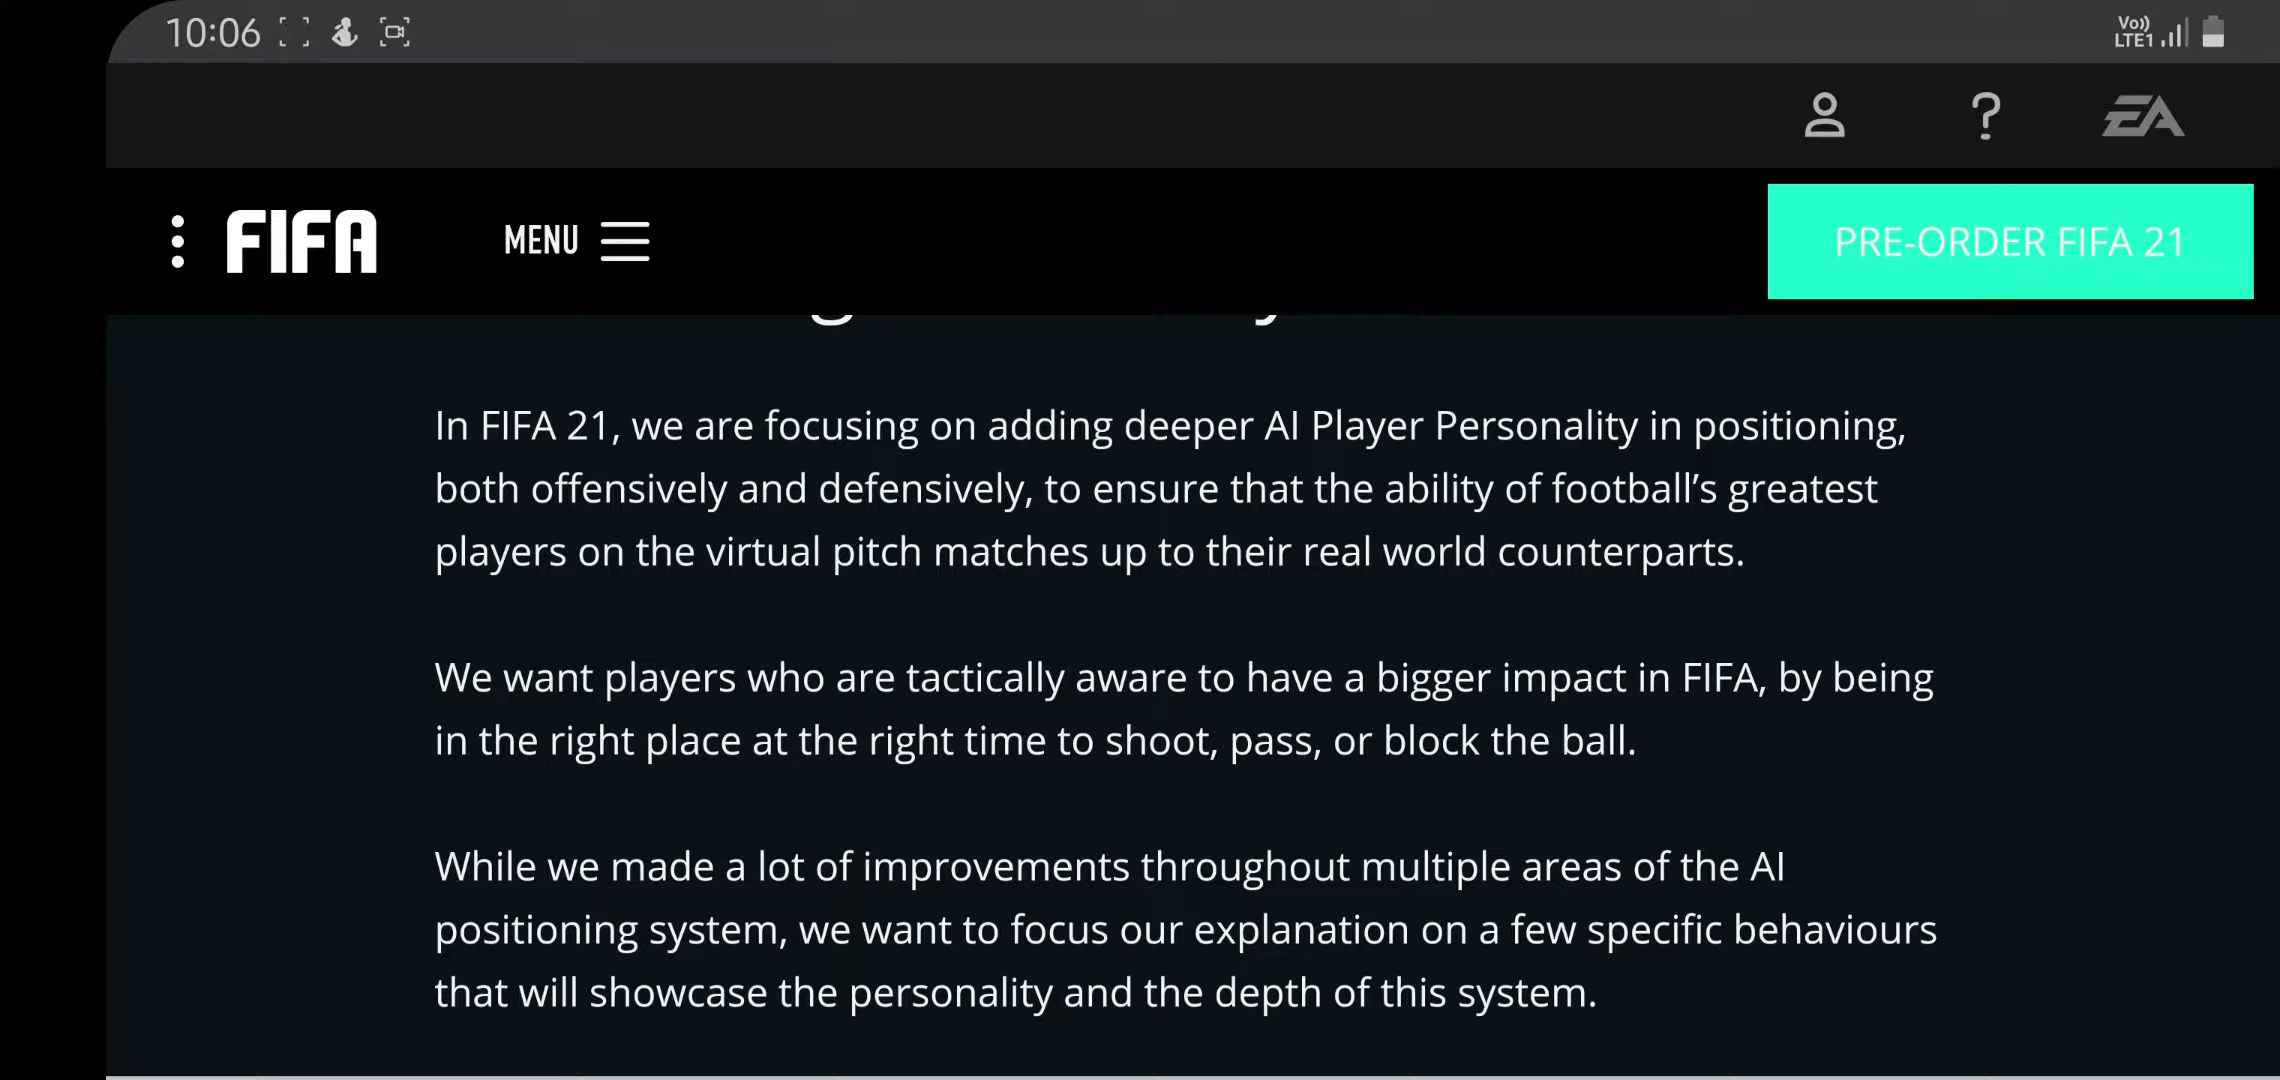 10:06
Vo))
LTE1
EA
FIFA
MENU
PRE-ORDER FIFA 21
In FIFA 21, we are focusing on adding deeper AI Player Personality in positioning,
both offensively and defensively, to ensure that the ability of football’s greatest
players on the virtual pitch matches up to their real world counterparts.
We want players who are tactically aware to have a bigger impact in FIFA, by being
in the right place at the right time to shoot, pass, or block the ball.
While we made a lot of improvements throughout multiple areas of the AI
positioning system, we want to focus our explanation on a few specific behaviours
that will showcase the personality and the depth of this system.